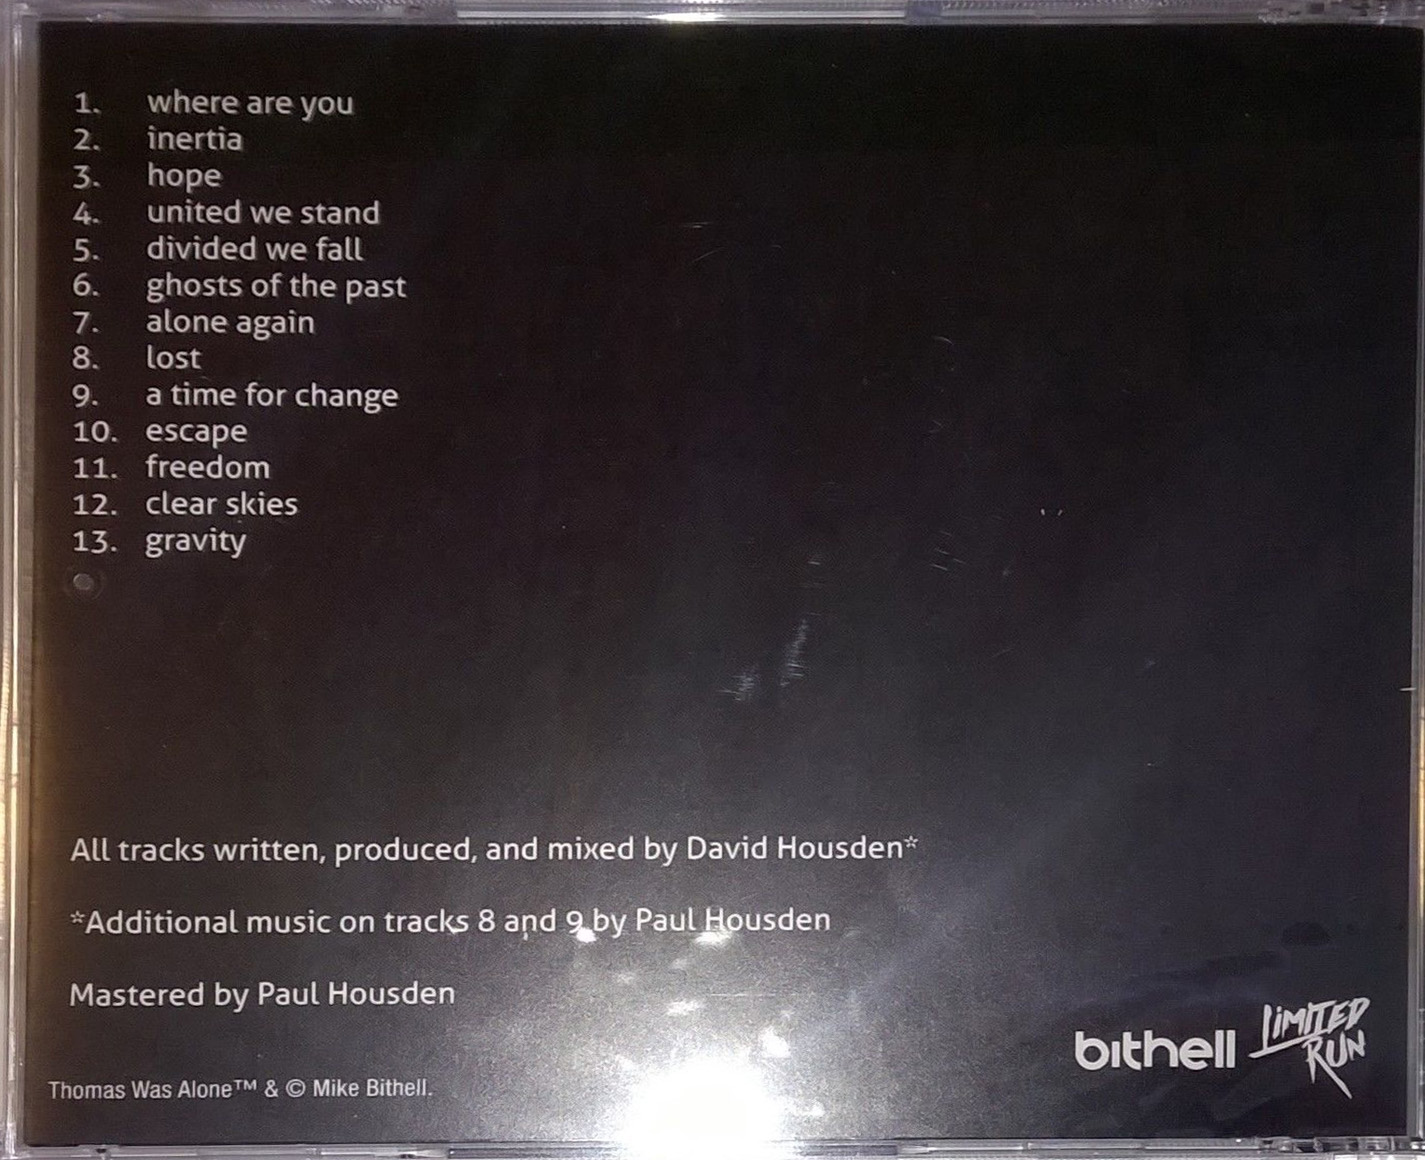 1. where are you
2. inertia
3. hope
4. united we stand
5. divided we fall
6. ghosts of the past
7. alone again
8. lost
9. a time for change
10. escape
11. freedom
12. clear skies
13. gravity
All tracks written, produced, and mixed by David Housden*
*Additional music on tracks 8 and 9 by Paul Housden
Mastered by Paul Housden
Thomas Was Alone™ & © Mike Bithell.
bithell
LIMITED
RUN